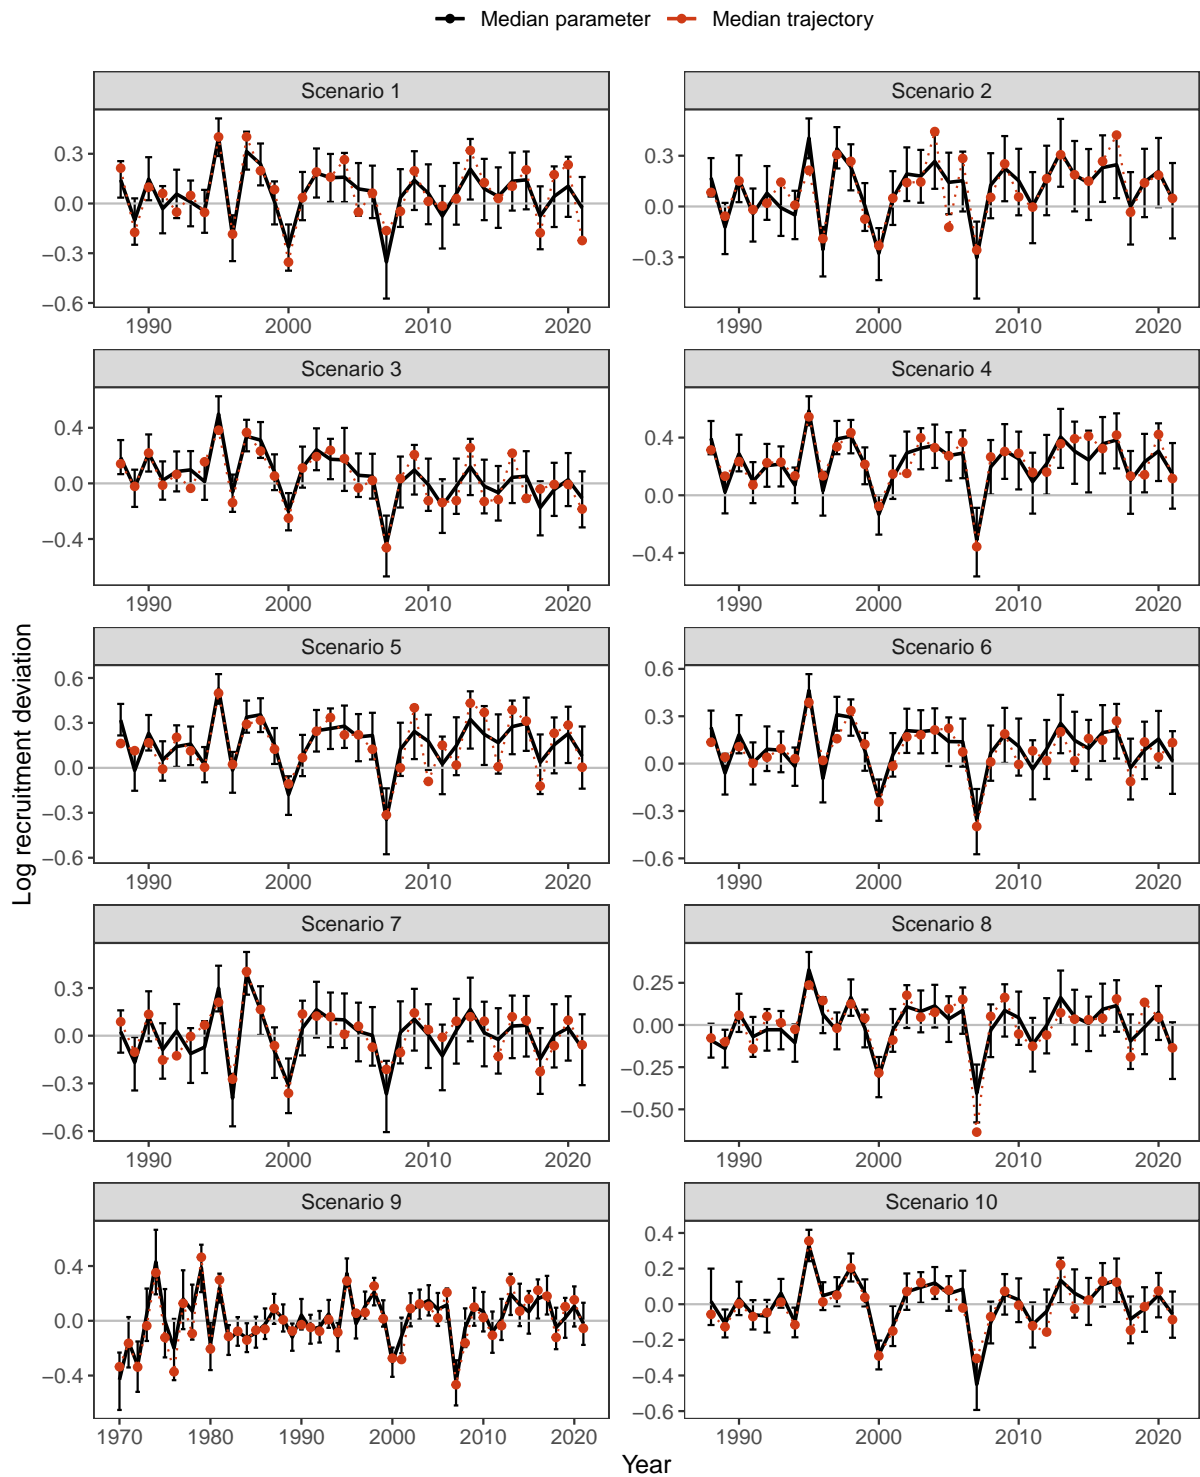 Median parameter Median trajectory
Scenario 1
0.3
0.0
−0.3
−0.6
1990 2000 2010 2020
Scenario 2
0.3
0.0
−0.3
1990 2000 2010 2020
Scenario 3
0.4
0.0
−0.4
1990 2000 2010 2020
Scenario 4
0.4
0.0
−0.4
1990 2000 2010 2020
Scenario 5
0.6
0.3
0.0
−0.3
−0.6
1990 2000 2010 2020
Scenario 6
0.6
0.3
0.0
−0.3
−0.6
1990 2000 2010 2020
Scenario 7
0.3
0.0
−0.3
−0.6
1990 2000 2010 2020
Scenario 8
0.25
0.00
−0.25
−0.50
1990 2000 2010 2020
Scenario 9
0.4
0.0
−0.4
1970 1980 1990 2000 2010 2020
Scenario 10
0.4
0.2
0.0
−0.2
−0.4
−0.6
1990 2000 2010 2020
Log recruitment deviation
Year